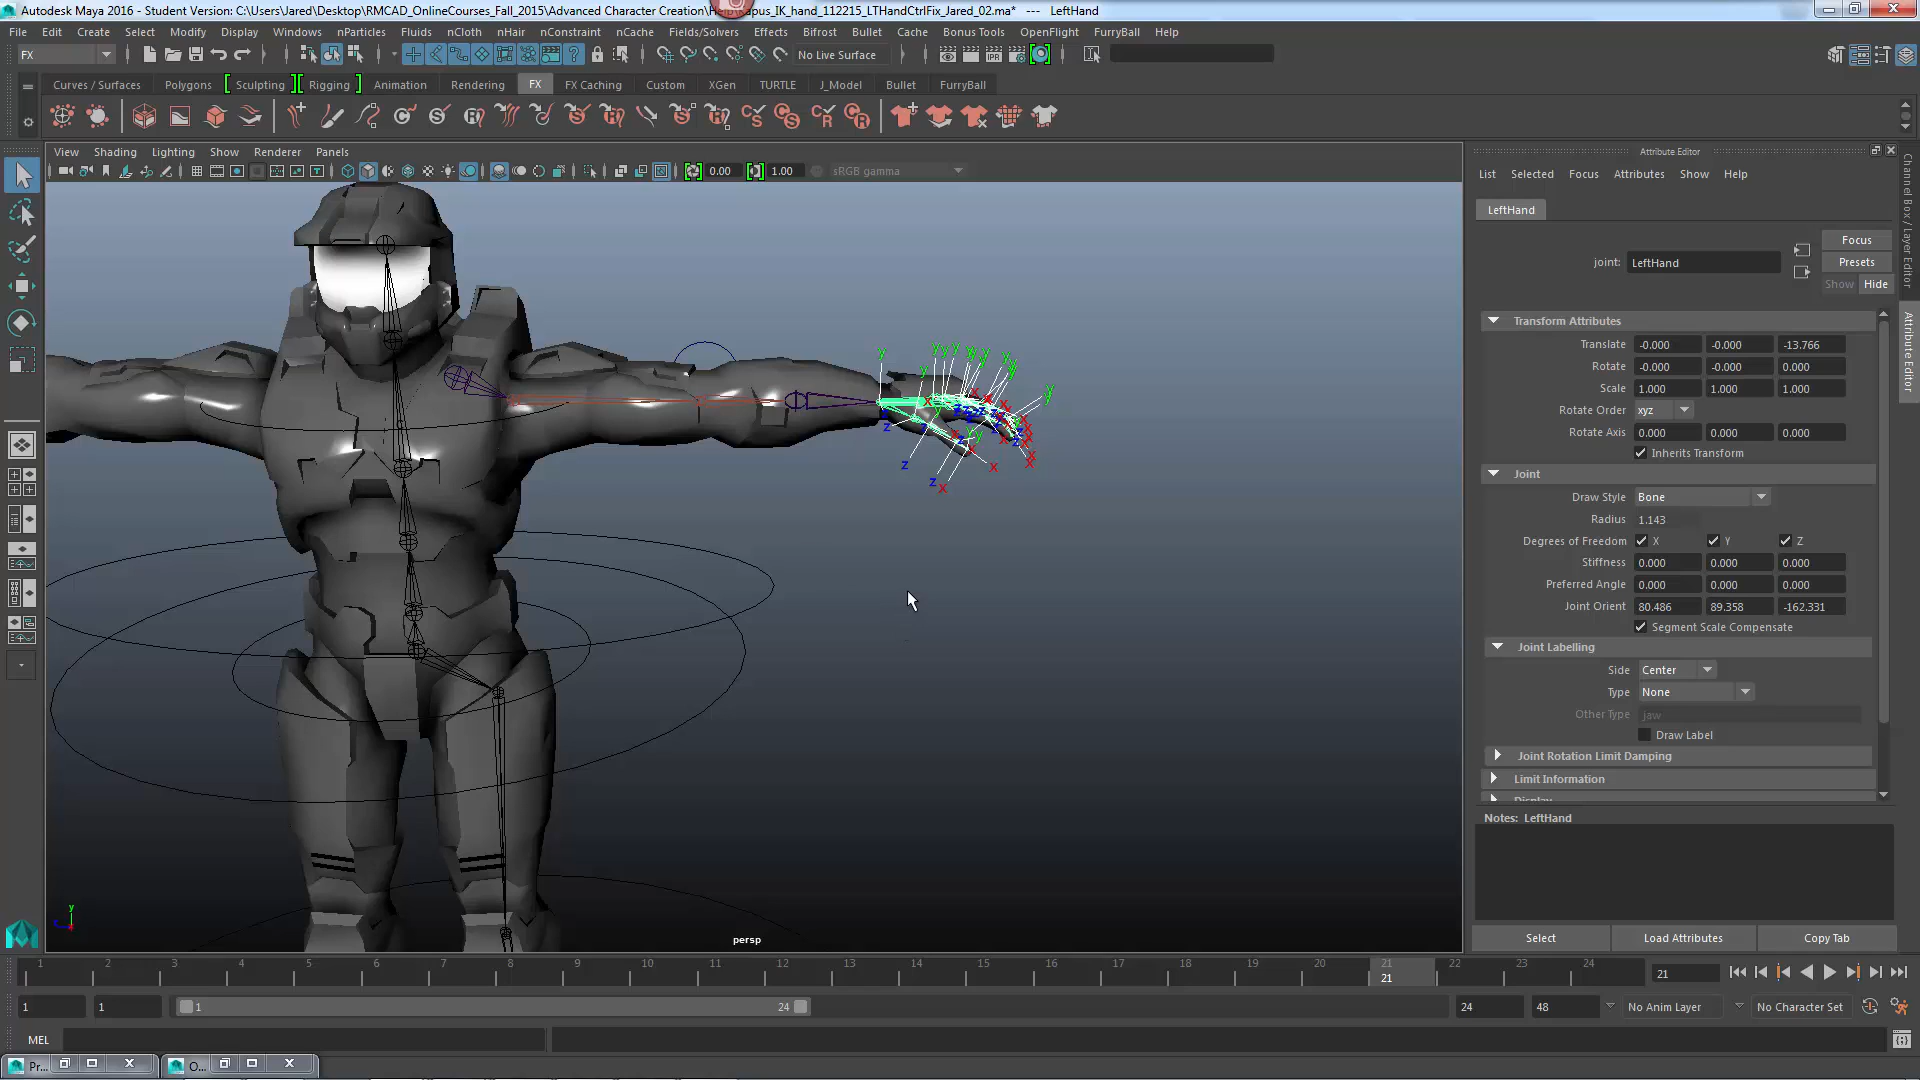 Autodesk Maya 2016 - Student Version: C:\Users\Jared\Desktop\RMCAD_OnlineCourses_Fall_2015\Advanced Character Creation\Help\Kapus_IK_hand_112215_LTHandCtrlFix_Jared_02.ma* --- LeftHand
File Edit Create Select Modify Display Windows nParticles Fluids nCloth nHair nConstraint nCache Fields/Solvers Effects Bifrost Bullet Cache Bonus Tools OpenFlight FurryBall Help
FX No Live Surface
Curves / Surfaces Polygons Sculpting Rigging Animation Rendering FX FX Caching Custom XGen TURTLE J_Model Bullet FurryBall
View Shading Lighting Show Renderer Panels
0.00 1.00 sRGB gamma
persp
Attribute Editor
List Selected Focus Attributes Show Help
LeftHand
Focus
joint: LeftHand
Presets
Show Hide
Transform Attributes
Translate -0.000 -0.000 -13.766
Rotate -0.000 -0.000 0.000
Scale 1.000 1.000 1.000
Rotate Order xyz
Rotate Axis 0.000 0.000 0.000
Inherits Transform
Joint
Draw Style Bone
Radius 1.143
Degrees of Freedom X Y Z
Stiffness 0.000 0.000 0.000
Preferred Angle 0.000 0.000 0.000
Joint Orient 80.486 89.358 -162.331
Segment Scale Compensate
Joint Labelling
Side Center
Type None
Other Type jaw
Draw Label
Joint Rotation Limit Damping
Limit Information
Display
Notes: LeftHand
Select Load Attributes Copy Tab
Channel Box / Layer Editor
Attribute Editor
1 2 3 4 5 6 7 8 9 10 11 12 13 14 15 16 17 18 19 20 21 22 23 24
21 21
1 1 1 24 24 48 No Anim Layer No Character Set
MEL
Pr... O...